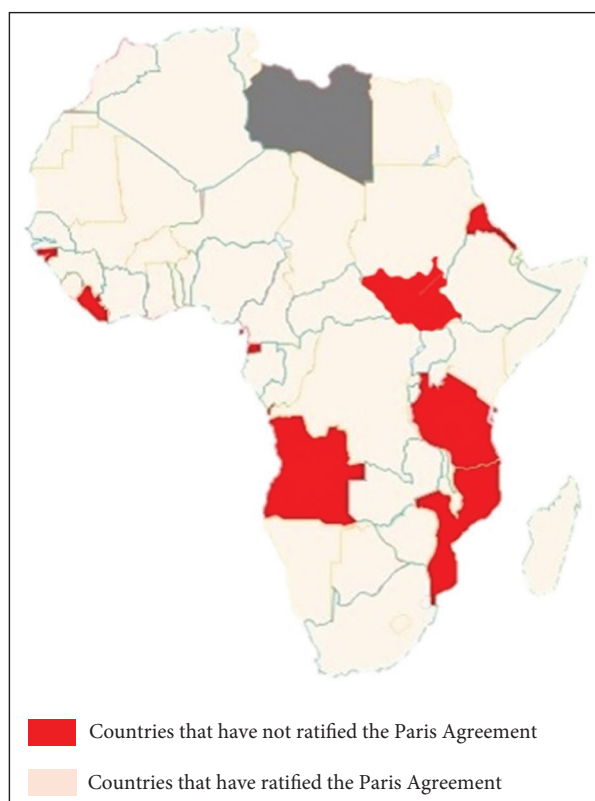 Countries that have not ratified the Paris Agreement
Countries that have ratified the Paris Agreement